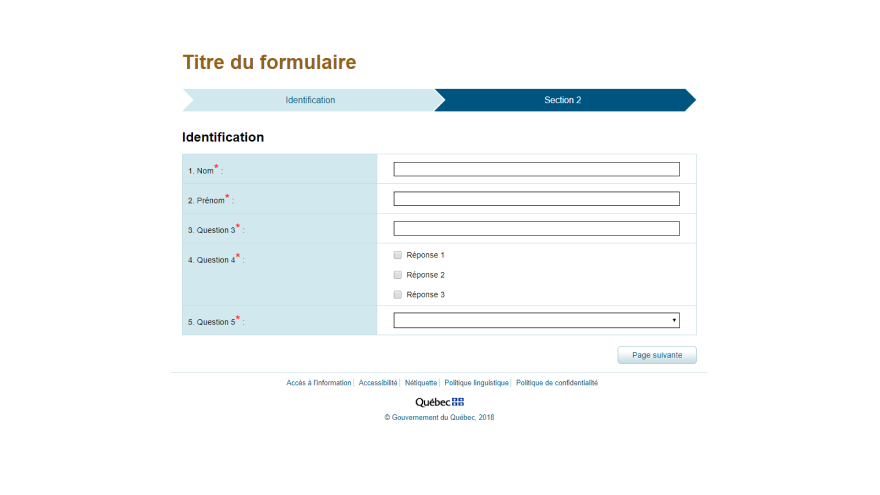 Titre du formulaire
Identification Section 2
Identification
1. Nom* :
2. Prénom* :
3. Question 3* :
4. Question 4* :
Réponse 1
Réponse 2
Réponse 3
5. Question 5* :
Page suivante
Accès à l'information Accessibilité Nétiquette Politique linguistique Politique de confidentialité
Québec
© Gouvernement du Québec, 2018